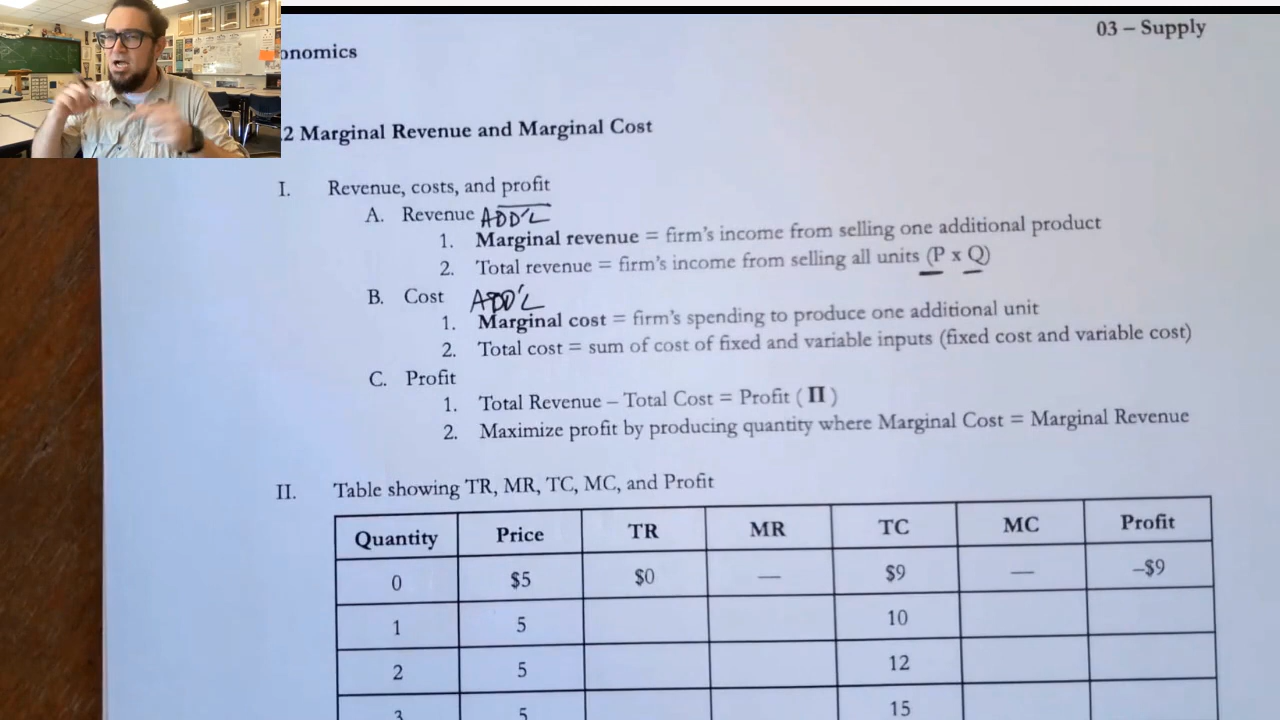 03 – Supply
onomics
.2 Marginal Revenue and Marginal Cost
I. Revenue, costs, and profit
A. Revenue ADD'L
1. Marginal revenue = firm's income from selling one additional product
2. Total revenue = firm's income from selling all units (P x Q)
B. Cost ADD'L
1. Marginal cost = firm's spending to produce one additional unit
2. Total cost = sum of cost of fixed and variable inputs (fixed cost and variable cost)
C. Profit
1. Total Revenue – Total Cost = Profit ( Π )
2. Maximize profit by producing quantity where Marginal Cost = Marginal Revenue
II. Table showing TR, MR, TC, MC, and Profit
Quantity Price TR MR TC MC Profit
0 $5 $0 — $9 — –$9
1 5 10
2 5 12
3 5 15